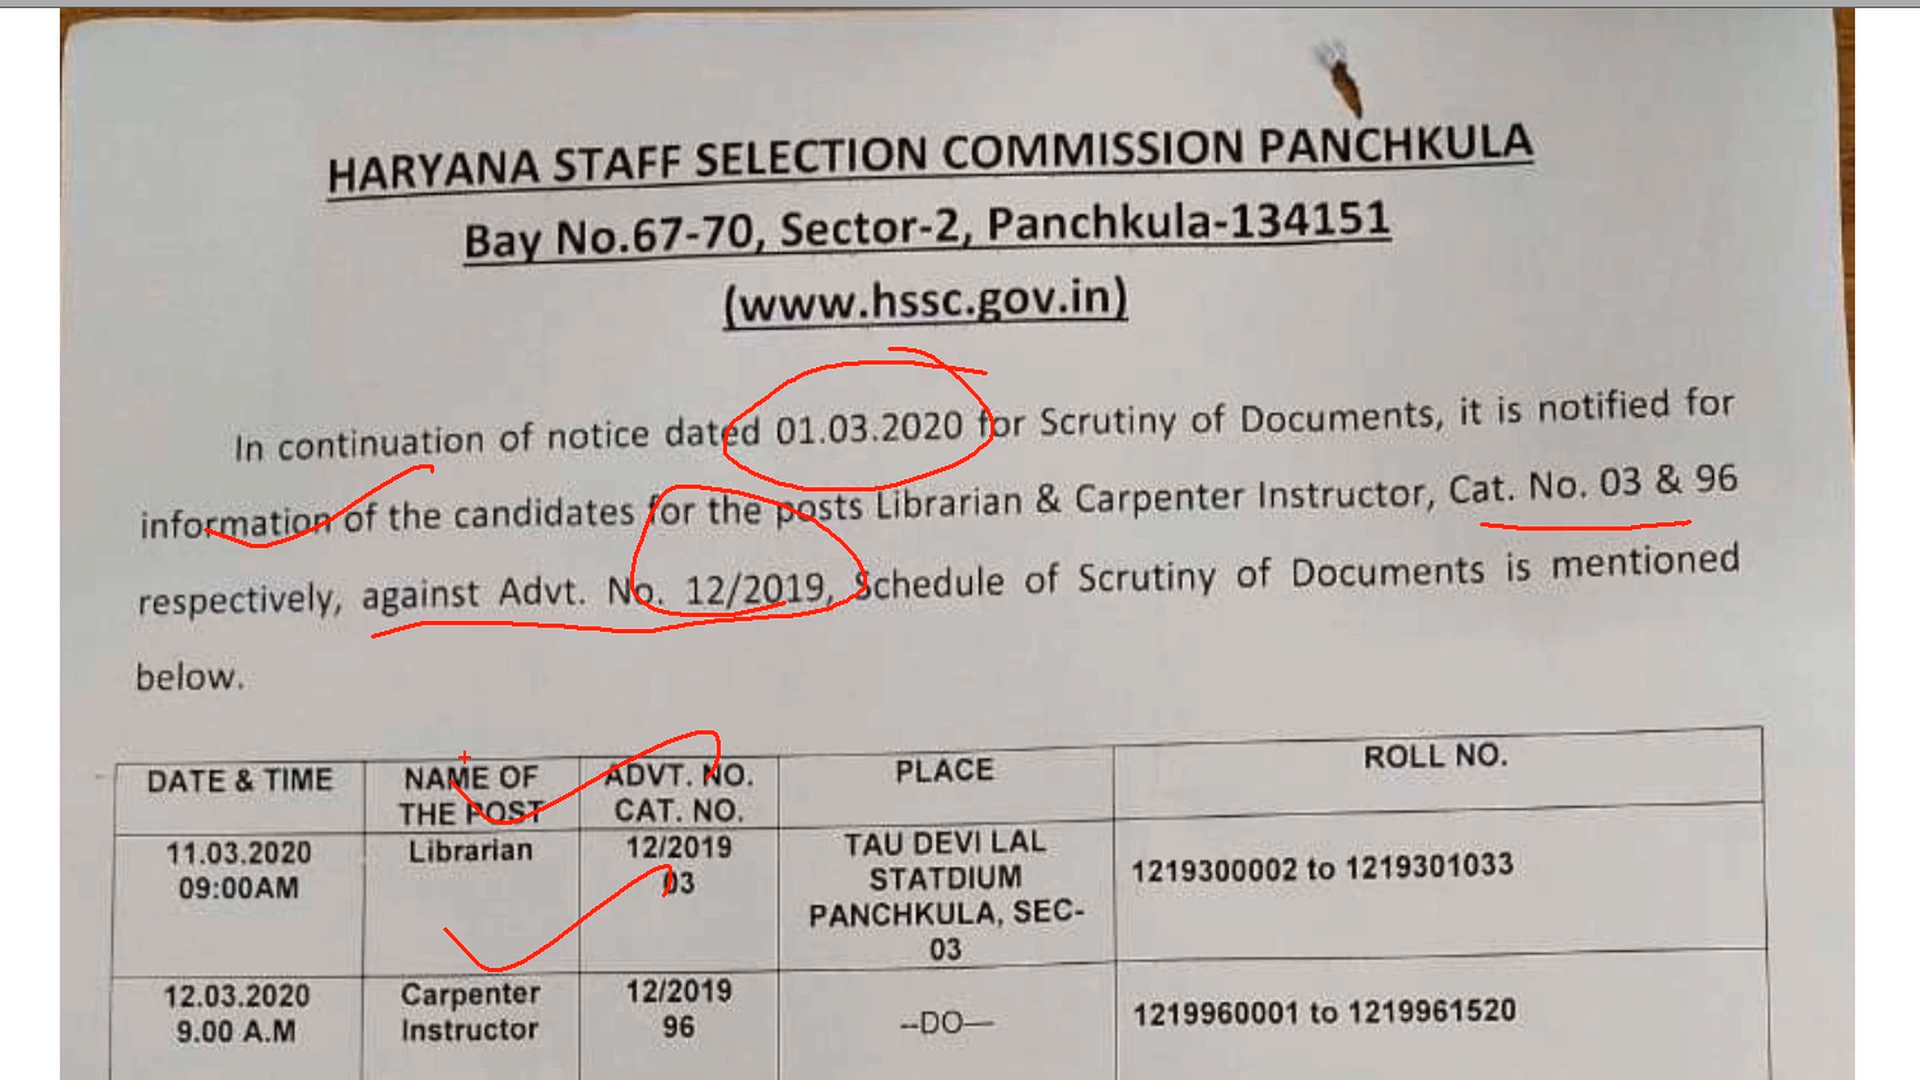 HARYANA STAFF SELECTION COMMISSION PANCHKULA
Bay No.67-70, Sector-2, Panchkula-134151
(www.hssc.gov.in)
In continuation of notice dated 01.03.2020 for Scrutiny of Documents, it is notified for
information of the candidates for the posts Librarian & Carpenter Instructor, Cat. No. 03 & 96
respectively, against Advt. No. 12/2019, Schedule of Scrutiny of Documents is mentioned
below.
DATE & TIME
NAME OF
THE POST
ADVT. NO.
CAT. NO.
PLACE
ROLL NO.
11.03.2020
09:00AM
Librarian
12/2019
03
TAU DEVI LAL
STATDIUM
PANCHKULA, SEC-
03
1219300002 to 1219301033
12.03.2020
9.00 A.M
Carpenter
Instructor
12/2019
96
--DO—
1219960001 to 1219961520